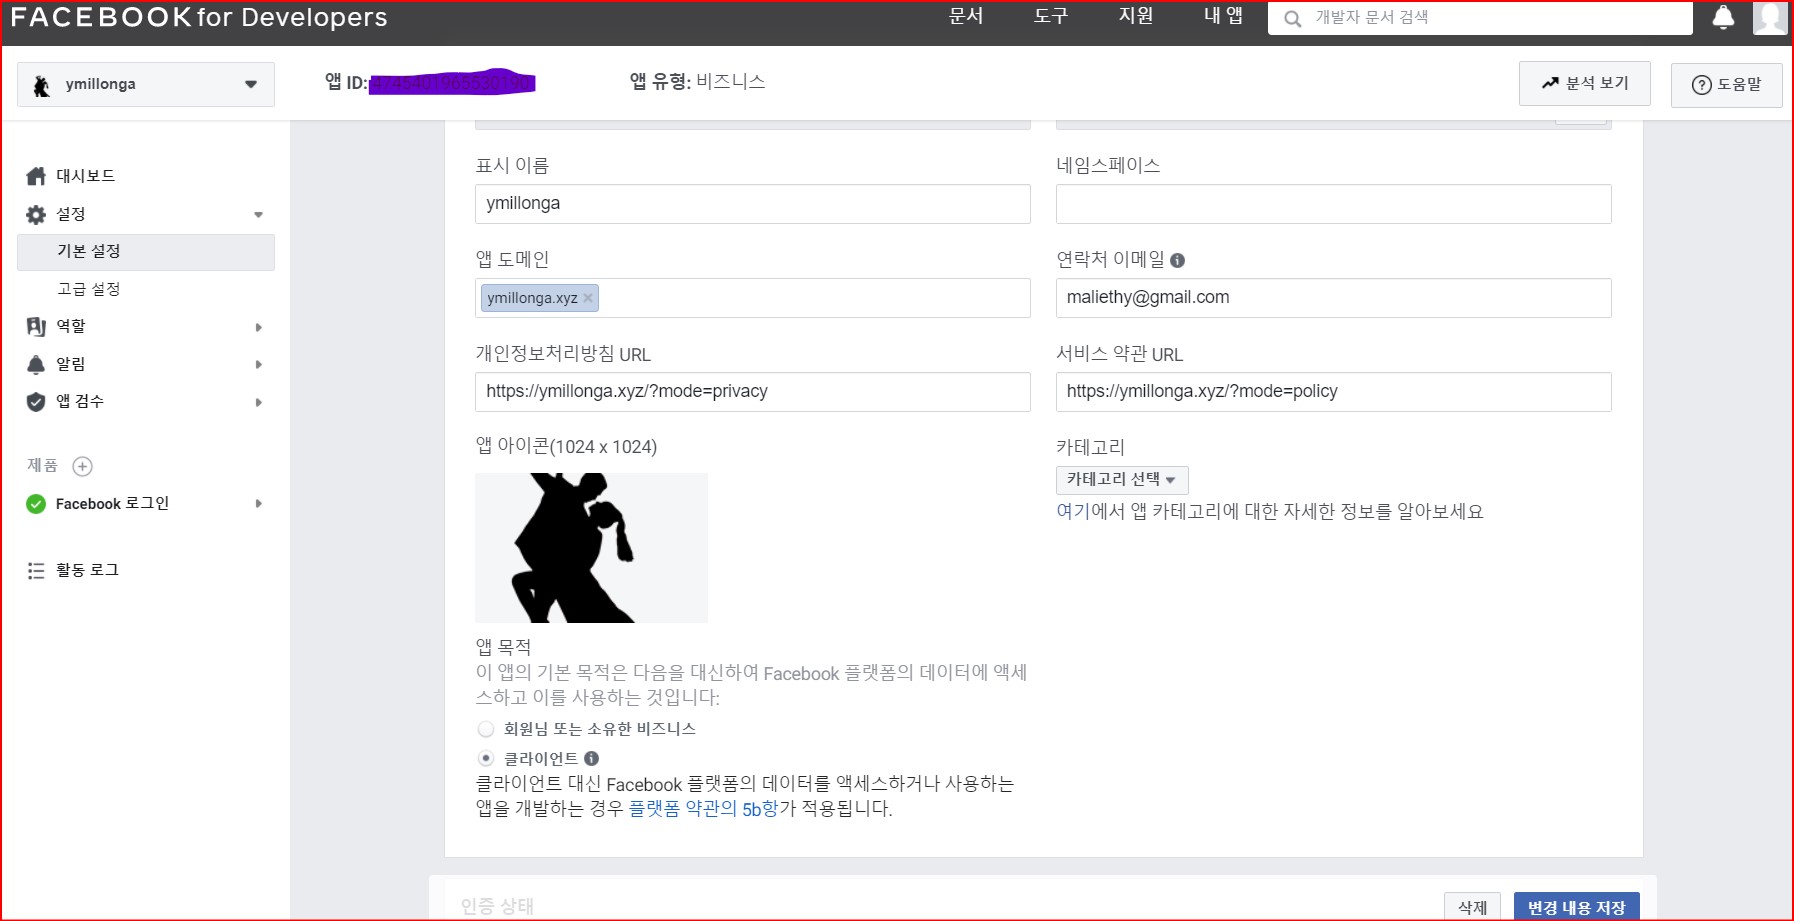 FACEBOOK for Developers
문서 도구 지원 내 앱 개발자 문서 검색
ymillonga 앱 ID: 앱 유형: 비즈니스 분석 보기 도움말
대시보드
설정
기본 설정
고급 설정
역할
알림
앱 검수
제품
Facebook 로그인
활동 로그
표시 이름 네임스페이스
ymillonga
앱 도메인 연락처 이메일
ymillonga.xyz maliethy@gmail.com
개인정보처리방침 URL 서비스 약관 URL
https://ymillonga.xyz/?mode=privacy https://ymillonga.xyz/?mode=policy
앱 아이콘(1024 x 1024) 카테고리
카테고리 선택
여기에서 앱 카테고리에 대한 자세한 정보를 알아보세요
앱 목적
이 앱의 기본 목적은 다음을 대신하여 Facebook 플랫폼의 데이터에 액세
스하고 이를 사용하는 것입니다:
회원님 또는 소유한 비즈니스
클라이언트
클라이언트 대신 Facebook 플랫폼의 데이터를 액세스하거나 사용하는
앱을 개발하는 경우 플랫폼 약관의 5b항가 적용됩니다.
인증 상태 삭제 변경 내용 저장